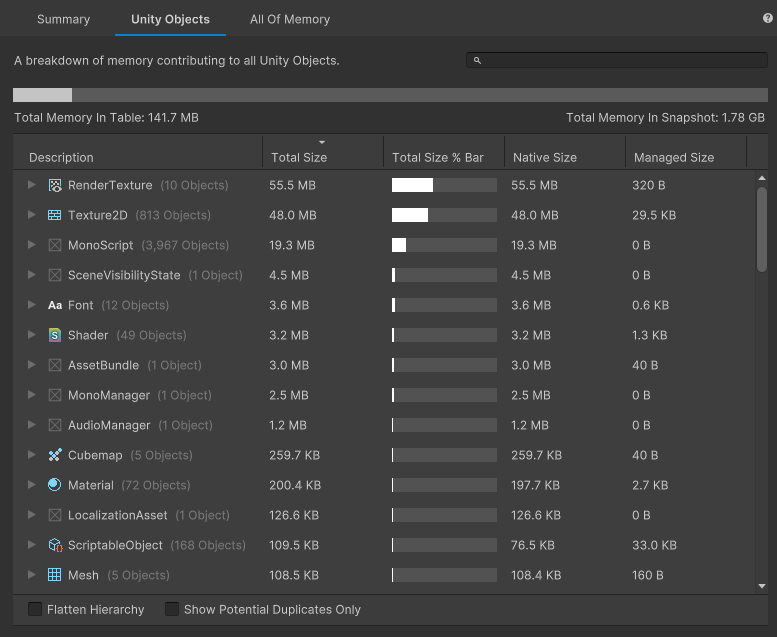 Summary Unity Objects All Of Memory ?
A breakdown of memory contributing to all Unity Objects.
Total Memory In Table: 141.7 MB Total Memory In Snapshot: 1.78 GB
Description Total Size Total Size % Bar Native Size Managed Size
RenderTexture (10 Objects) 55.5 MB 55.5 MB 320 B
Texture2D (813 Objects) 48.0 MB 48.0 MB 29.5 KB
MonoScript (3,967 Objects) 19.3 MB 19.3 MB 0 B
SceneVisibilityState (1 Object) 4.5 MB 4.5 MB 0 B
Aa Font (12 Objects) 3.6 MB 3.6 MB 0.6 KB
S Shader (49 Objects) 3.2 MB 3.2 MB 1.3 KB
AssetBundle (1 Object) 3.0 MB 3.0 MB 40 B
MonoManager (1 Object) 2.5 MB 2.5 MB 0 B
AudioManager (1 Object) 1.2 MB 1.2 MB 0 B
Cubemap (5 Objects) 259.7 KB 259.7 KB 40 B
Material (72 Objects) 200.4 KB 197.7 KB 2.7 KB
LocalizationAsset (1 Object) 126.6 KB 126.6 KB 0 B
{} ScriptableObject (168 Objects) 109.5 KB 76.5 KB 33.0 KB
Mesh (5 Objects) 108.5 KB 108.4 KB 160 B
Flatten Hierarchy Show Potential Duplicates Only